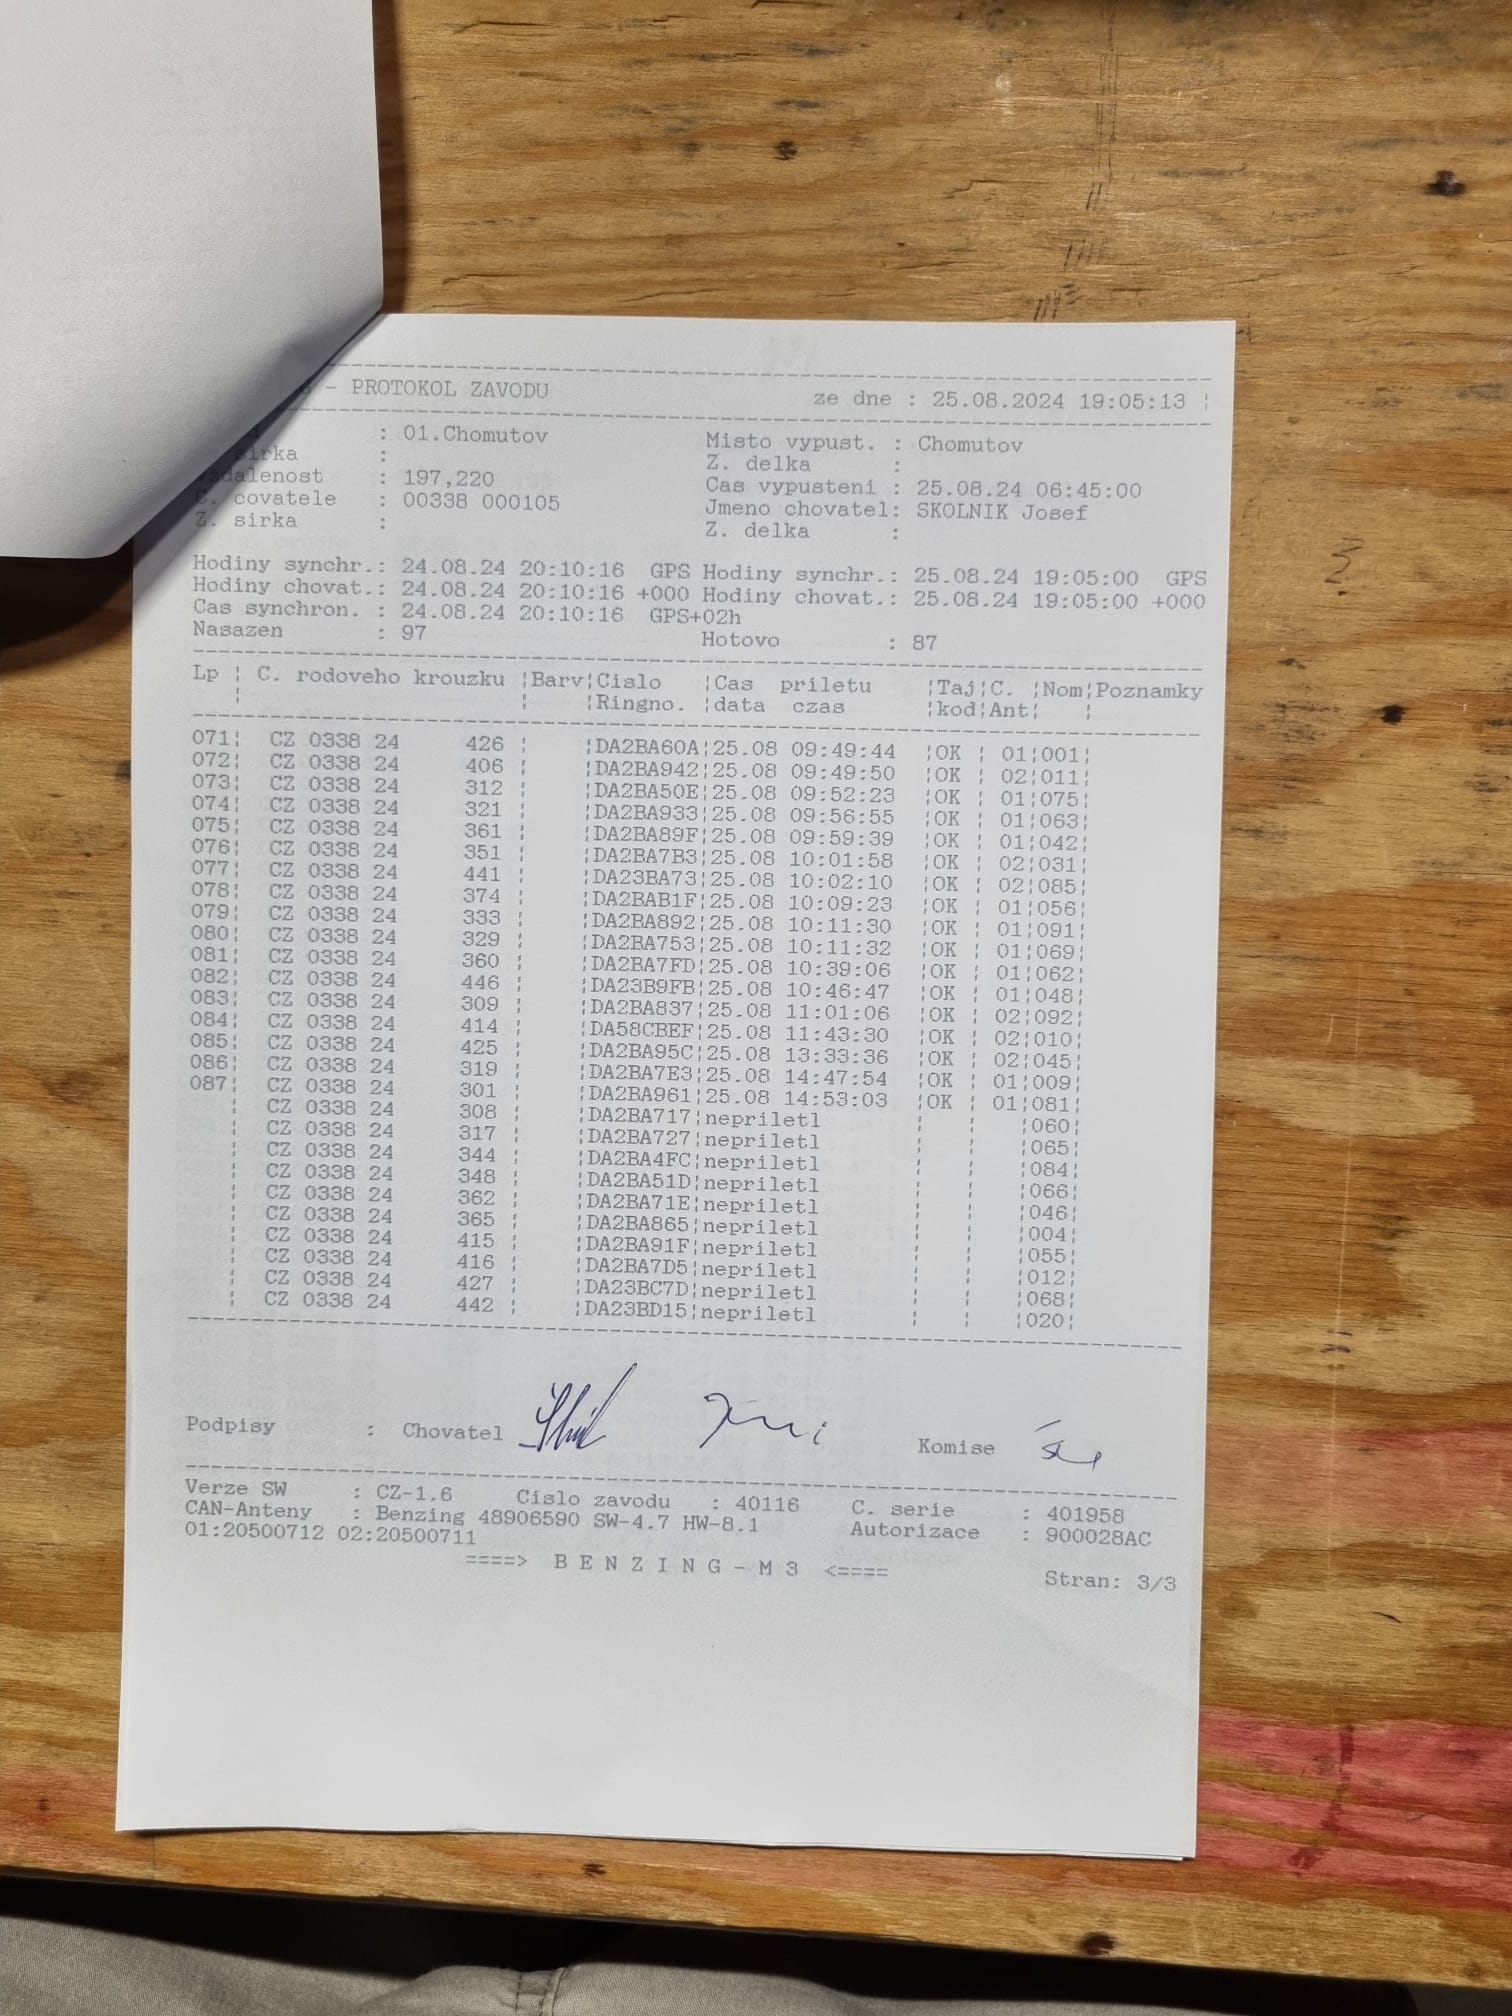 - PROTOKOL ZAVODU ze dne : 25.08.2024 19:05:13 ¦
: 01.Chomutov Misto vypust. : Chomutov
sirka : Z. delka :
Vzdalenost : 197,220 Cas vypusteni : 25.08.24 06:45:00
C. covatele : 00338 000105 Jmeno chovatel: SKOLNIK Josef
Z. sirka : Z. delka :
Hodiny synchr.: 24.08.24 20:10:16 GPS Hodiny synchr.: 25.08.24 19:05:00 GPS
Hodiny chovat.: 24.08.24 20:10:16 +000 Hodiny chovat.: 25.08.24 19:05:00 +000
Cas synchron. : 24.08.24 20:10:16 GPS+02h
Nasazen : 97 Hotovo : 87
Lp ¦ C. rodoveho krouzku ¦Barv¦Cislo ¦Cas priletu ¦Taj¦C. ¦Nom¦Poznamky
¦ ¦ ¦Ringno. ¦data czas ¦kod¦Ant¦ ¦
071¦ CZ 0338 24 426 ¦ ¦DA2BA60A¦25.08 09:49:44 ¦OK ¦ 01¦001¦
072¦ CZ 0338 24 406 ¦ ¦DA2BA942¦25.08 09:49:50 ¦OK ¦ 02¦011¦
073¦ CZ 0338 24 312 ¦ ¦DA2BA50E¦25.08 09:52:23 ¦OK ¦ 01¦075¦
074¦ CZ 0338 24 321 ¦ ¦DA2BA933¦25.08 09:56:55 ¦OK ¦ 01¦063¦
075¦ CZ 0338 24 361 ¦ ¦DA2BA89F¦25.08 09:59:39 ¦OK ¦ 01¦042¦
076¦ CZ 0338 24 351 ¦ ¦DA2BA7B3¦25.08 10:01:58 ¦OK ¦ 02¦031¦
077¦ CZ 0338 24 441 ¦ ¦DA23BA73¦25.08 10:02:10 ¦OK ¦ 02¦085¦
078¦ CZ 0338 24 374 ¦ ¦DA2BAB1F¦25.08 10:09:23 ¦OK ¦ 01¦056¦
079¦ CZ 0338 24 333 ¦ ¦DA2BA892¦25.08 10:11:30 ¦OK ¦ 01¦091¦
080¦ CZ 0338 24 329 ¦ ¦DA2BA753¦25.08 10:11:32 ¦OK ¦ 01¦069¦
081¦ CZ 0338 24 360 ¦ ¦DA2BA7FD¦25.08 10:39:06 ¦OK ¦ 01¦062¦
082¦ CZ 0338 24 446 ¦ ¦DA23B9FB¦25.08 10:46:47 ¦OK ¦ 01¦048¦
083¦ CZ 0338 24 309 ¦ ¦DA2BA837¦25.08 11:01:06 ¦OK ¦ 02¦092¦
084¦ CZ 0338 24 414 ¦ ¦DA58CBEF¦25.08 11:43:30 ¦OK ¦ 02¦010¦
085¦ CZ 0338 24 425 ¦ ¦DA2BA95C¦25.08 13:33:36 ¦OK ¦ 02¦045¦
086¦ CZ 0338 24 319 ¦ ¦DA2BA7E3¦25.08 14:47:54 ¦OK ¦ 01¦009¦
087¦ CZ 0338 24 301 ¦ ¦DA2BA961¦25.08 14:53:03 ¦OK ¦ 01¦081¦
¦ CZ 0338 24 308 ¦ ¦DA2BA717¦nepriletl ¦ ¦ ¦060¦
¦ CZ 0338 24 317 ¦ ¦DA2BA727¦nepriletl ¦ ¦ ¦065¦
¦ CZ 0338 24 344 ¦ ¦DA2BA4FC¦nepriletl ¦ ¦ ¦084¦
¦ CZ 0338 24 348 ¦ ¦DA2BA51D¦nepriletl ¦ ¦ ¦066¦
¦ CZ 0338 24 362 ¦ ¦DA2BA71E¦nepriletl ¦ ¦ ¦046¦
¦ CZ 0338 24 365 ¦ ¦DA2BA865¦nepriletl ¦ ¦ ¦004¦
¦ CZ 0338 24 415 ¦ ¦DA2BA91F¦nepriletl ¦ ¦ ¦055¦
¦ CZ 0338 24 416 ¦ ¦DA2BA7D5¦nepriletl ¦ ¦ ¦012¦
¦ CZ 0338 24 427 ¦ ¦DA23BC7D¦nepriletl ¦ ¦ ¦068¦
¦ CZ 0338 24 442 ¦ ¦DA23BD15¦nepriletl ¦ ¦ ¦020¦
Podpisy : Chovatel Komise
Verze SW : CZ-1.6 Cislo zavodu : 40116 C. serie : 401958
CAN-Anteny : Benzing 48906590 SW-4.7 HW-8.1 Autorizace : 900028AC
01:20500712 02:20500711
====> B E N Z I N G - M 3 <====
Stran: 3/3